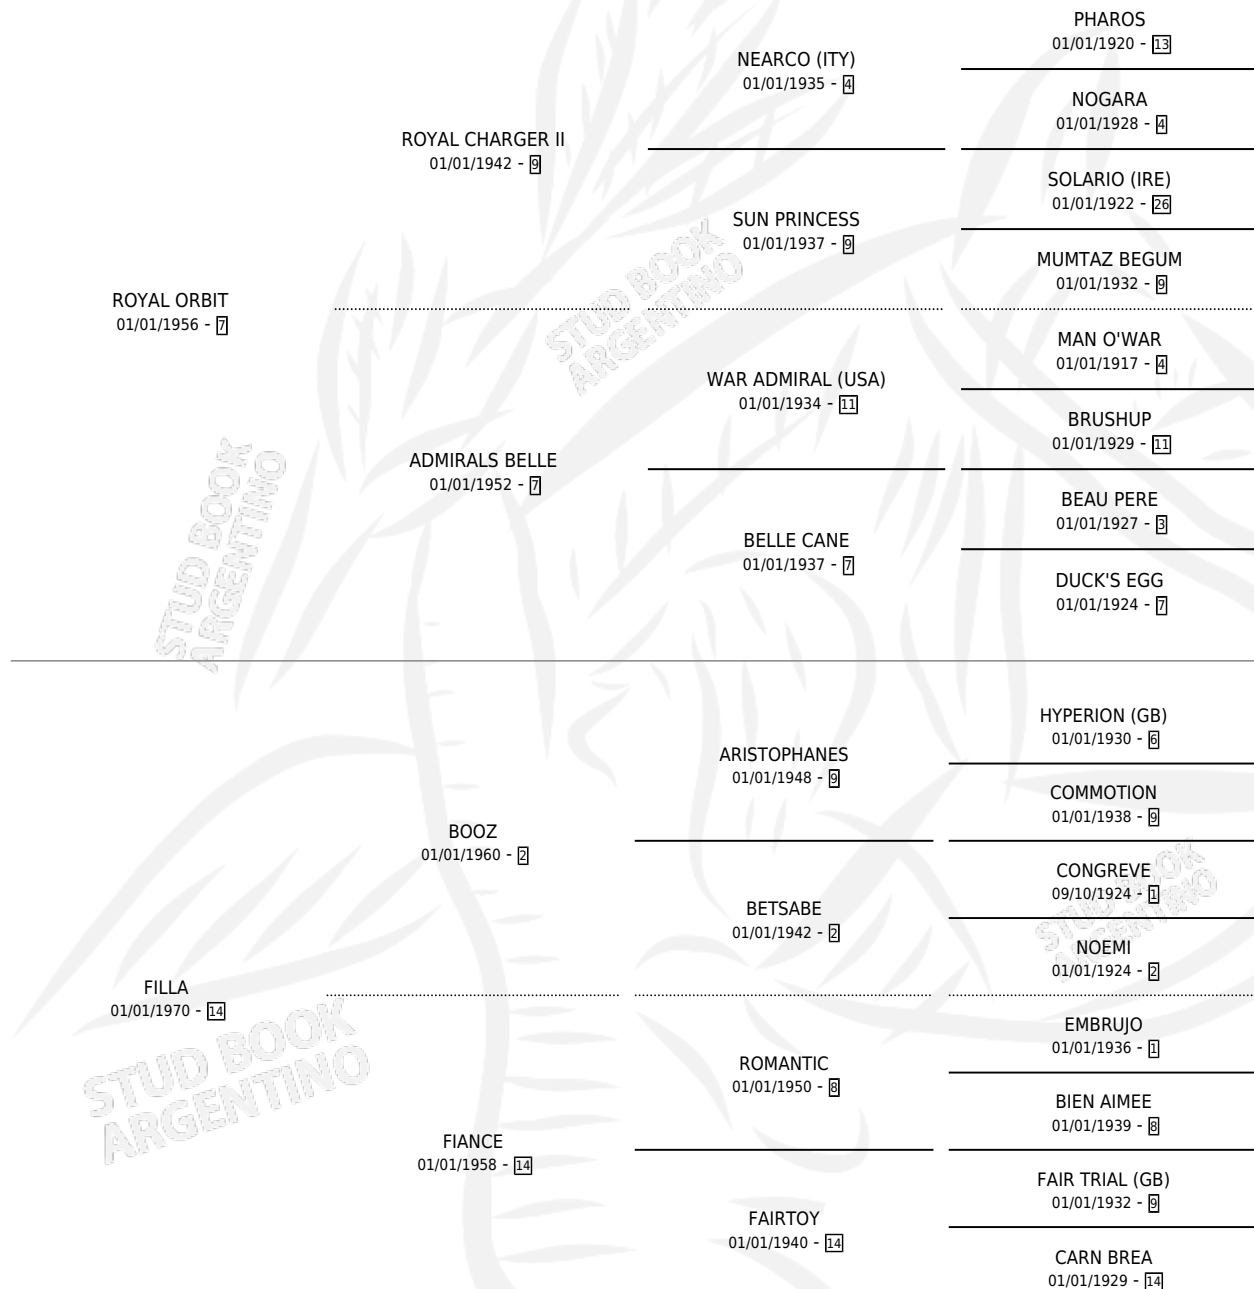 PHAROS
01/01/1920 - 13
NEARCO (ITY)
01/01/1935 - 4
NOGARA
01/01/1928 - 4
ROYAL CHARGER II
01/01/1942 - 9
SOLARIO (IRE)
01/01/1922 - 26
SUN PRINCESS
01/01/1937 - 9
MUMTAZ BEGUM
01/01/1932 - 9
ROYAL ORBIT
01/01/1956 - 7
STUD BOOK
ARGENTINO
MAN O'WAR
01/01/1917 - 4
WAR ADMIRAL (USA)
01/01/1934 - 11
BRUSHUP
01/01/1929 - 11
ADMIRALS BELLE
01/01/1952 - 7
BEAU PERE
01/01/1927 - 3
BELLE CANE
01/01/1937 - 7
DUCK'S EGG
01/01/1924 - 7
STUD BOOK
ARGENTINO
HYPERION (GB)
01/01/1930 - 6
ARISTOPHANES
01/01/1948 - 9
COMMOTION
01/01/1938 - 9
BOOZ
01/01/1960 - 2
CONGREVE
09/10/1924 - 1
BETSABE
01/01/1942 - 2
STUD BOOK
ARGENTINO
NOEMI
01/01/1924 - 2
FILLA
01/01/1970 - 14
EMBRUJO
01/01/1936 - 1
ROMANTIC
01/01/1950 - 8
STUD BOOK
ARGENTINO
BIEN AIMEE
01/01/1939 - 8
FIANCE
01/01/1958 - 14
FAIR TRIAL (GB)
01/01/1932 - 9
FAIRTOY
01/01/1940 - 14
CARN BREA
01/01/1929 - 14